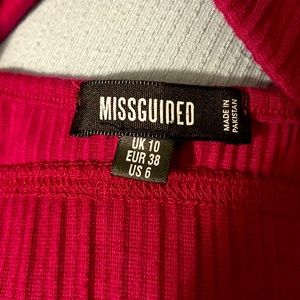 MISSGUIDED
MADE IN
PAKISTAN
UK 10
EUR 38
US 6